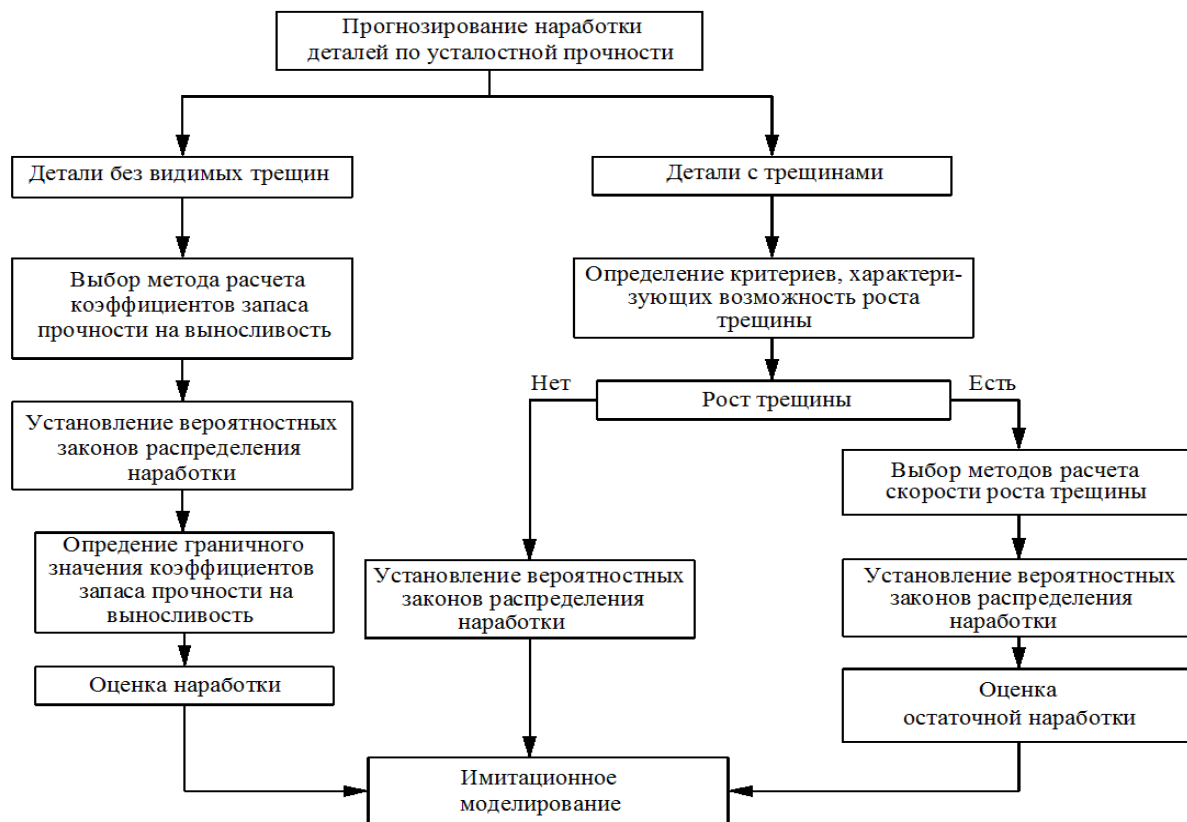 Прогнозирование наработки
деталей по усталостной прочности
Детали без видимых трещин
Детали с трещинами
Выбор метода расчета
коэффициентов запаса
прочности на выносливость
Определение критериев, характери-
зующих возможность роста
трещины
Нет
Есть
Рост трещины
Установление вероятностных
законов распределения
наработки
Выбор методов расчета
скорости роста трещины
Опредение граничного
значения коэффициентов
запаса прочности на
выносливость
Установление вероятностных
законов распределения
наработки
Установление вероятностных
законов распределения
наработки
Оценка наработки
Оценка
остаточной наработки
Имитационное
моделирование